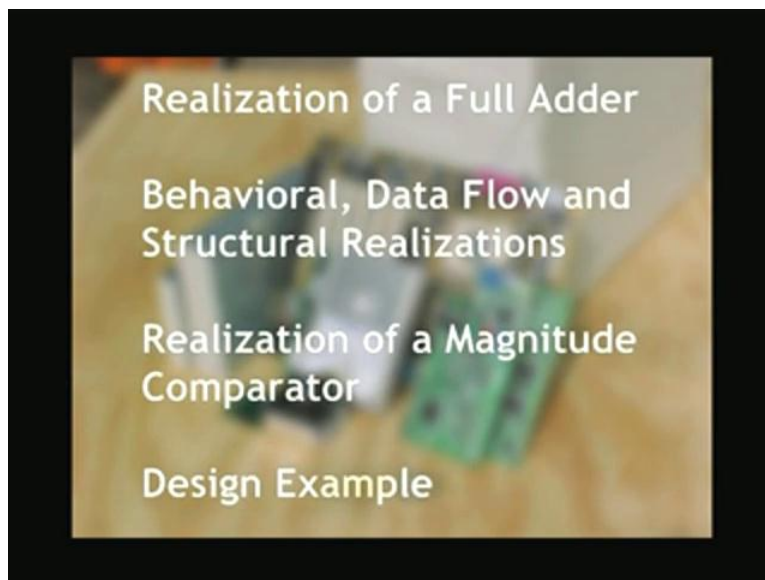 Realization of a Full Adder
Behavioral, Data Flow and
Structural Realizations
Realization of a Magnitude
Comparator
Design Example